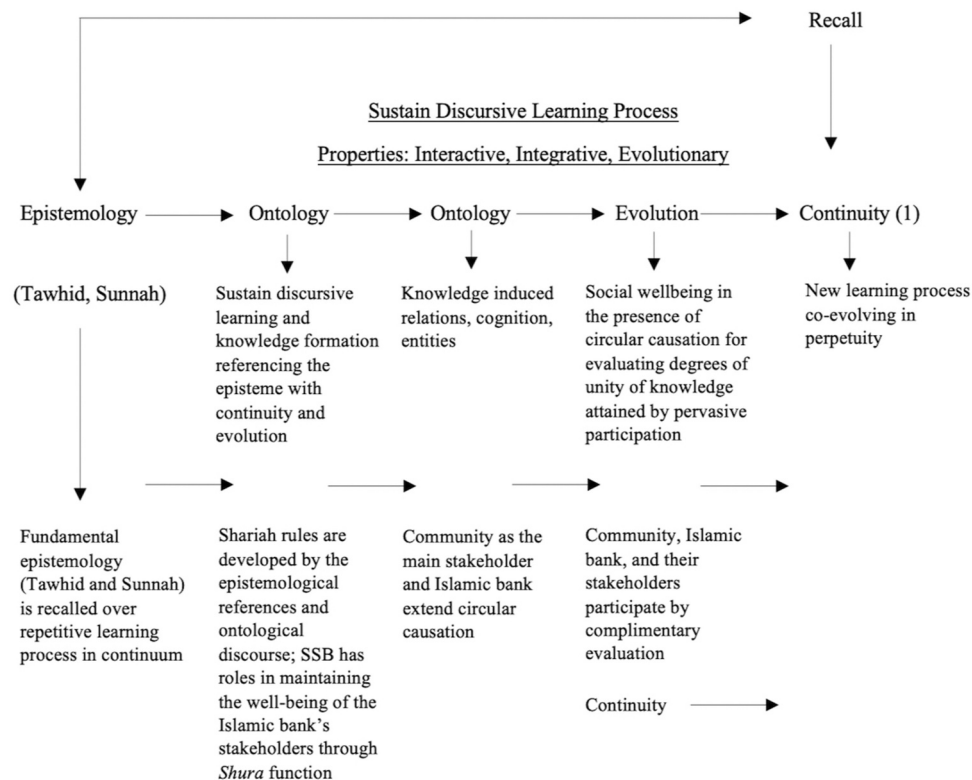 Recall
Sustain Discursive Learning Process
Properties: Interactive, Integrative, Evolutionary
Epistemology
Ontology
Ontology
Evolution
Continuity (1)
(Tawhid, Sunnah)
Sustain discursive
learning and
knowledge formation
referencing the
episteme with
continuity and
evolution
Knowledge induced
relations, cognition,
entities
Social wellbeing in
the presence of
circular causation for
evaluating degrees of
unity of knowledge
attained by pervasive
participation
New learning process
co-evolving in
perpetuity
Fundamental
epistemology
(Tawhid and Sunnah)
is recalled over
repetitive learning
process in continuum
Shariah rules are
developed by the
epistemological
references and
ontological
discourse; SSB has
roles in maintaining
the well-being of the
Islamic bank's
stakeholders through
Shura function
Community as the
main stakeholder
and Islamic bank
extend circular
causation
Community, Islamic
bank, and their
stakeholders
participate by
complimentary
evaluation
Continuity